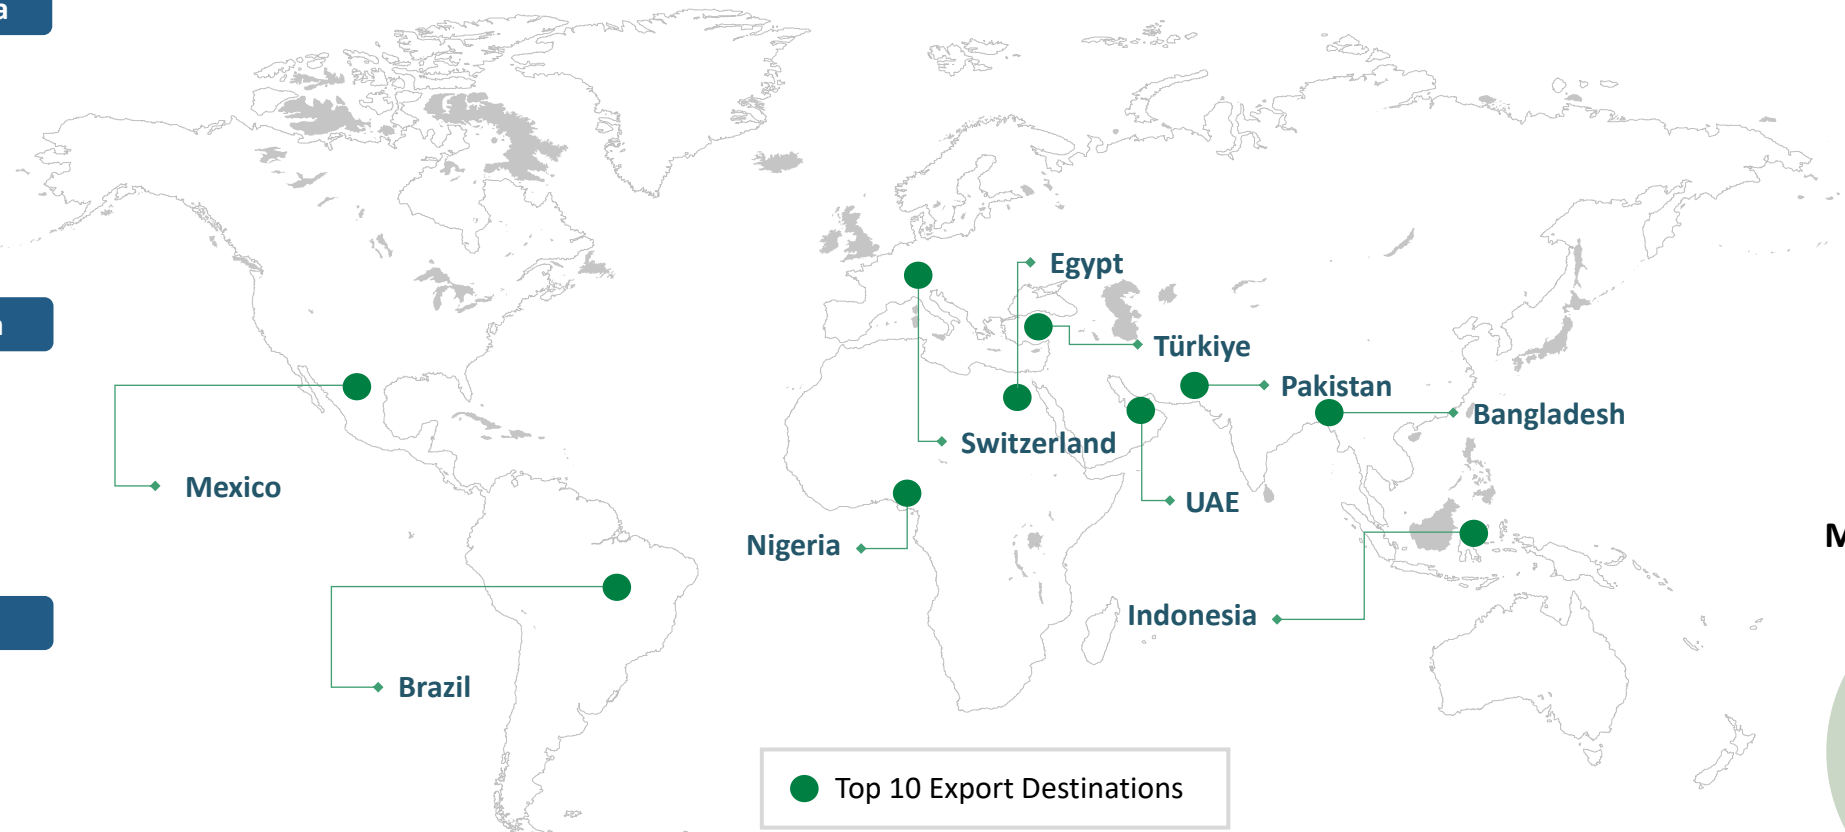 a
Egypt
Türkiye
Pakistan
Bangladesh
Switzerland
Mexico
UAE
Nigeria
M
Indonesia
Brazil
Top 10 Export Destinations